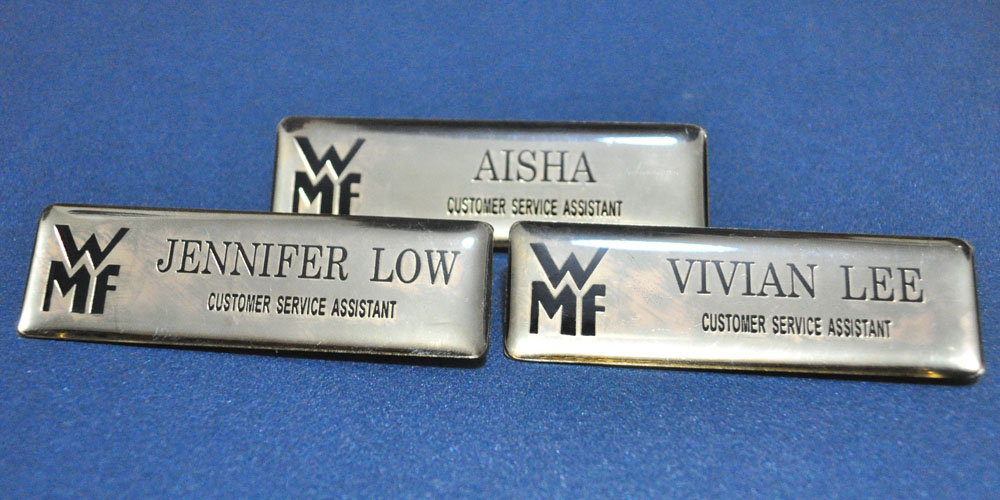 WMF
AISHA
CUSTOMER SERVICE ASSISTANT
WMF
JENNIFER LOW
CUSTOMER SERVICE ASSISTANT
WMF
VIVIAN LEE
CUSTOMER SERVICE ASSISTANT